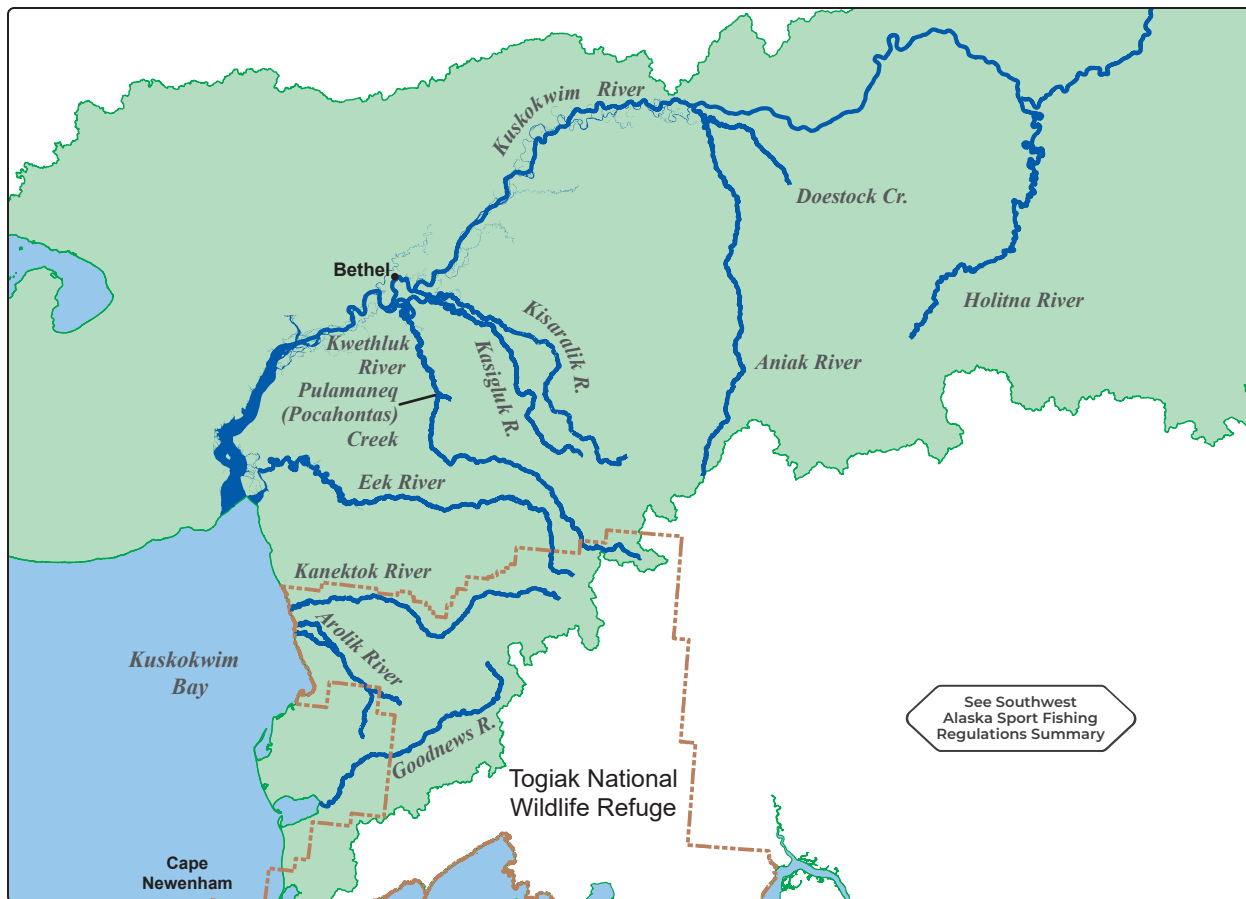 Kuskokwim River
Doestock Cr.
Bethel
Holitna River
Kisaralik R.
Kwethluk
River
Kasigluk R.
Aniak River
Pulamaneq
(Pocahontas)
Creek
Eek River
Kanektok River
Arolik River
Kuskokwim
Bay
See Southwest
Alaska Sport Fishing
Regulations Summary
Goodnews R.
Togiak National
Wildlife Refuge
Cape
Newenham